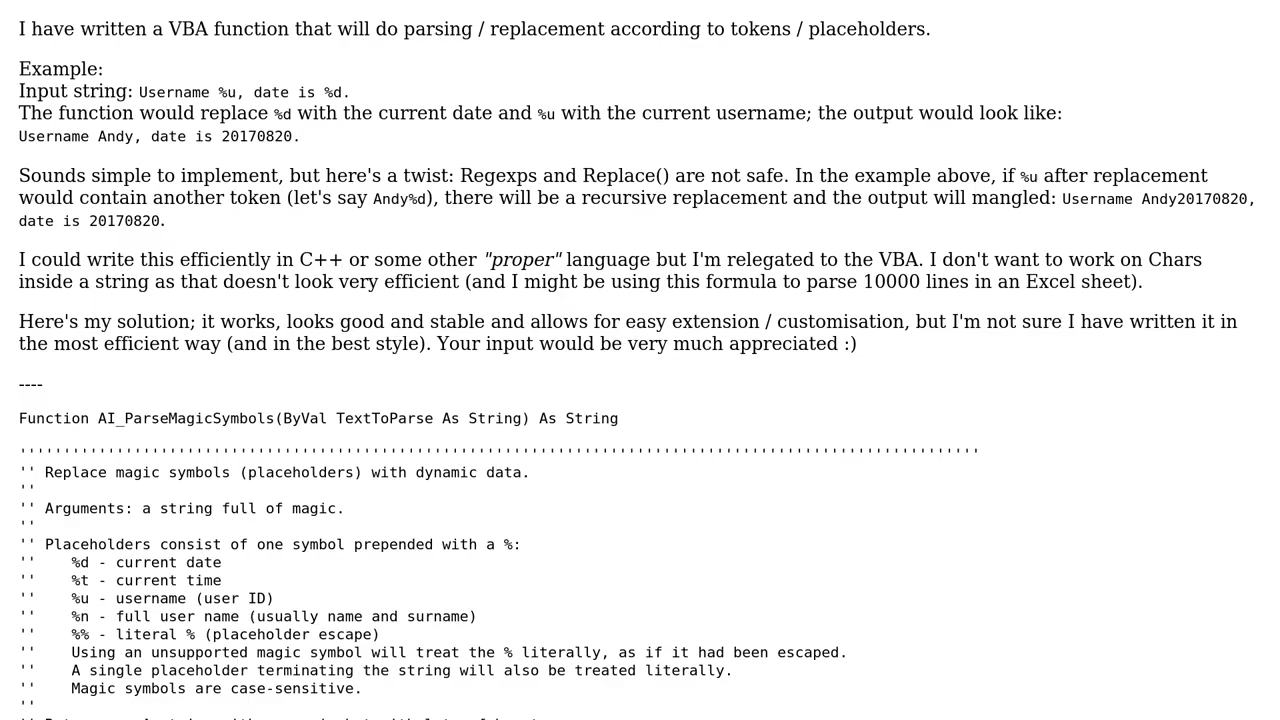 I have written a VBA function that will do parsing / replacement according to tokens / placeholders.
Example:
Input string: Username %u, date is %d.
The function would replace %d with the current date and %u with the current username; the output would look like:
Username Andy, date is 20170820.
Sounds simple to implement, but here's a twist: Regexps and Replace() are not safe. In the example above, if %u after replacement
would contain another token (let's say Andy%d), there will be a recursive replacement and the output will mangled: Username Andy20170820,
date is 20170820.
I could write this efficiently in C++ or some other "proper" language but I'm relegated to the VBA. I don't want to work on Chars
inside a string as that doesn't look very efficient (and I might be using this formula to parse 10000 lines in an Excel sheet).
Here's my solution; it works, looks good and stable and allows for easy extension / customisation, but I'm not sure I have written it in
the most efficient way (and in the best style). Your input would be very much appreciated :)
----
Function AI_ParseMagicSymbols(ByVal TextToParse As String) As String
'''''''''''''''''''''''''''''''''''''''''''''''''''''''''''''''''''''''''''''''''''''''''''''''''''''''''''''
'' Replace magic symbols (placeholders) with dynamic data.
''
'' Arguments: a string full of magic.
''
'' Placeholders consist of one symbol prepended with a %:
''    %d - current date
''    %t - current time
''    %u - username (user ID)
''    %n - full user name (usually name and surname)
''    %% - literal % (placeholder escape)
''    Using an unsupported magic symbol will treat the % literally, as if it had been escaped.
''    A single placeholder terminating the string will also be treated literally.
''    Magic symbols are case-sensitive.
''